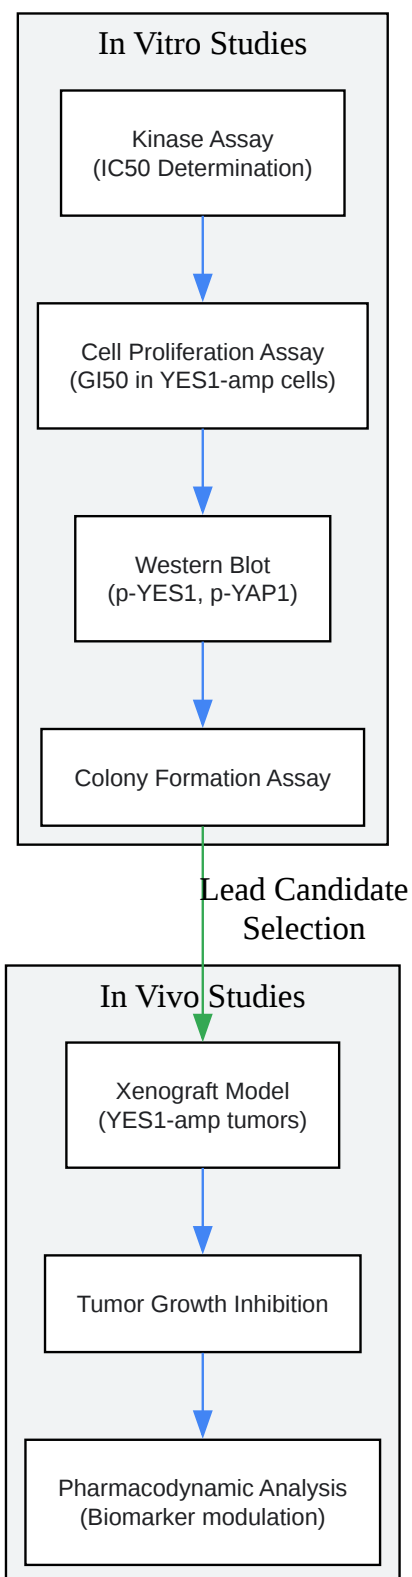 In Vitro Studies
Kinase Assay
(IC50 Determination)
Cell Proliferation Assay
(GI50 in YES1-amp cells)
Western Blot
(p-YES1, p-YAP1)
Colony Formation Assay
Lead Candidate
Selection
In Vivo Studies
Xenograft Model
(YES1-amp tumors)
Tumor Growth Inhibition
Pharmacodynamic Analysis
(Biomarker modulation)